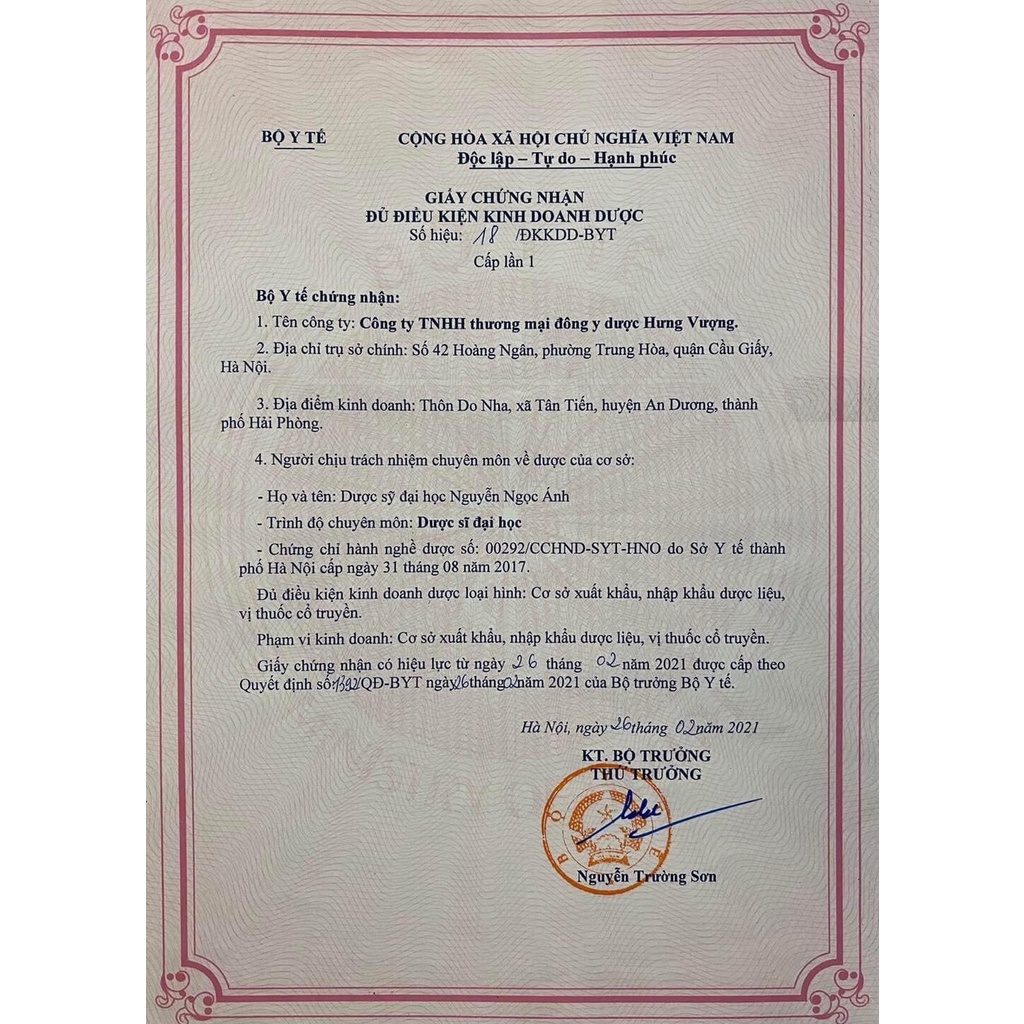 BỘ Y TẾ
CỘNG HÒA XÃ HỘI CHỦ NGHĨA VIỆT NAM
Độc lập – Tự do – Hạnh phúc
GIẤY CHỨNG NHẬN
ĐỦ ĐIỀU KIỆN KINH DOANH DƯỢC
Số hiệu: 18 /ĐKKDD-BYT
Cấp lần 1
Bộ Y tế chứng nhận:
1. Tên công ty: Công ty TNHH thương mại đông y dược Hưng Vượng.
2. Địa chỉ trụ sở chính: Số 42 Hoàng Ngân, phường Trung Hòa, quận Cầu Giấy,
Hà Nội.
3. Địa điểm kinh doanh: Thôn Do Nha, xã Tân Tiến, huyện An Dương, thành
phố Hải Phòng.
4. Người chịu trách nhiệm chuyên môn về dược của cơ sở:
- Họ và tên: Dược sỹ đại học Nguyễn Ngọc Ánh
- Trình độ chuyên môn: Dược sĩ đại học
- Chứng chỉ hành nghề dược số: 00292/CCHND-SYT-HNO do Sở Y tế thành
phố Hà Nội cấp ngày 31 tháng 08 năm 2017.
Đủ điều kiện kinh doanh dược loại hình: Cơ sở xuất khẩu, nhập khẩu dược liệu,
vị thuốc cổ truyền.
Phạm vi kinh doanh: Cơ sở xuất khẩu, nhập khẩu dược liệu, vị thuốc cổ truyền.
Giấy chứng nhận có hiệu lực từ ngày 26 tháng 02 năm 2021 được cấp theo
Quyết định số:1392/QĐ-BYT ngày 26 tháng 02 năm 2021 của Bộ trưởng Bộ Y tế.
Hà Nội, ngày 26 tháng 02 năm 2021
KT. BỘ TRƯỞNG
THỨ TRƯỞNG
Nguyễn Trường Sơn